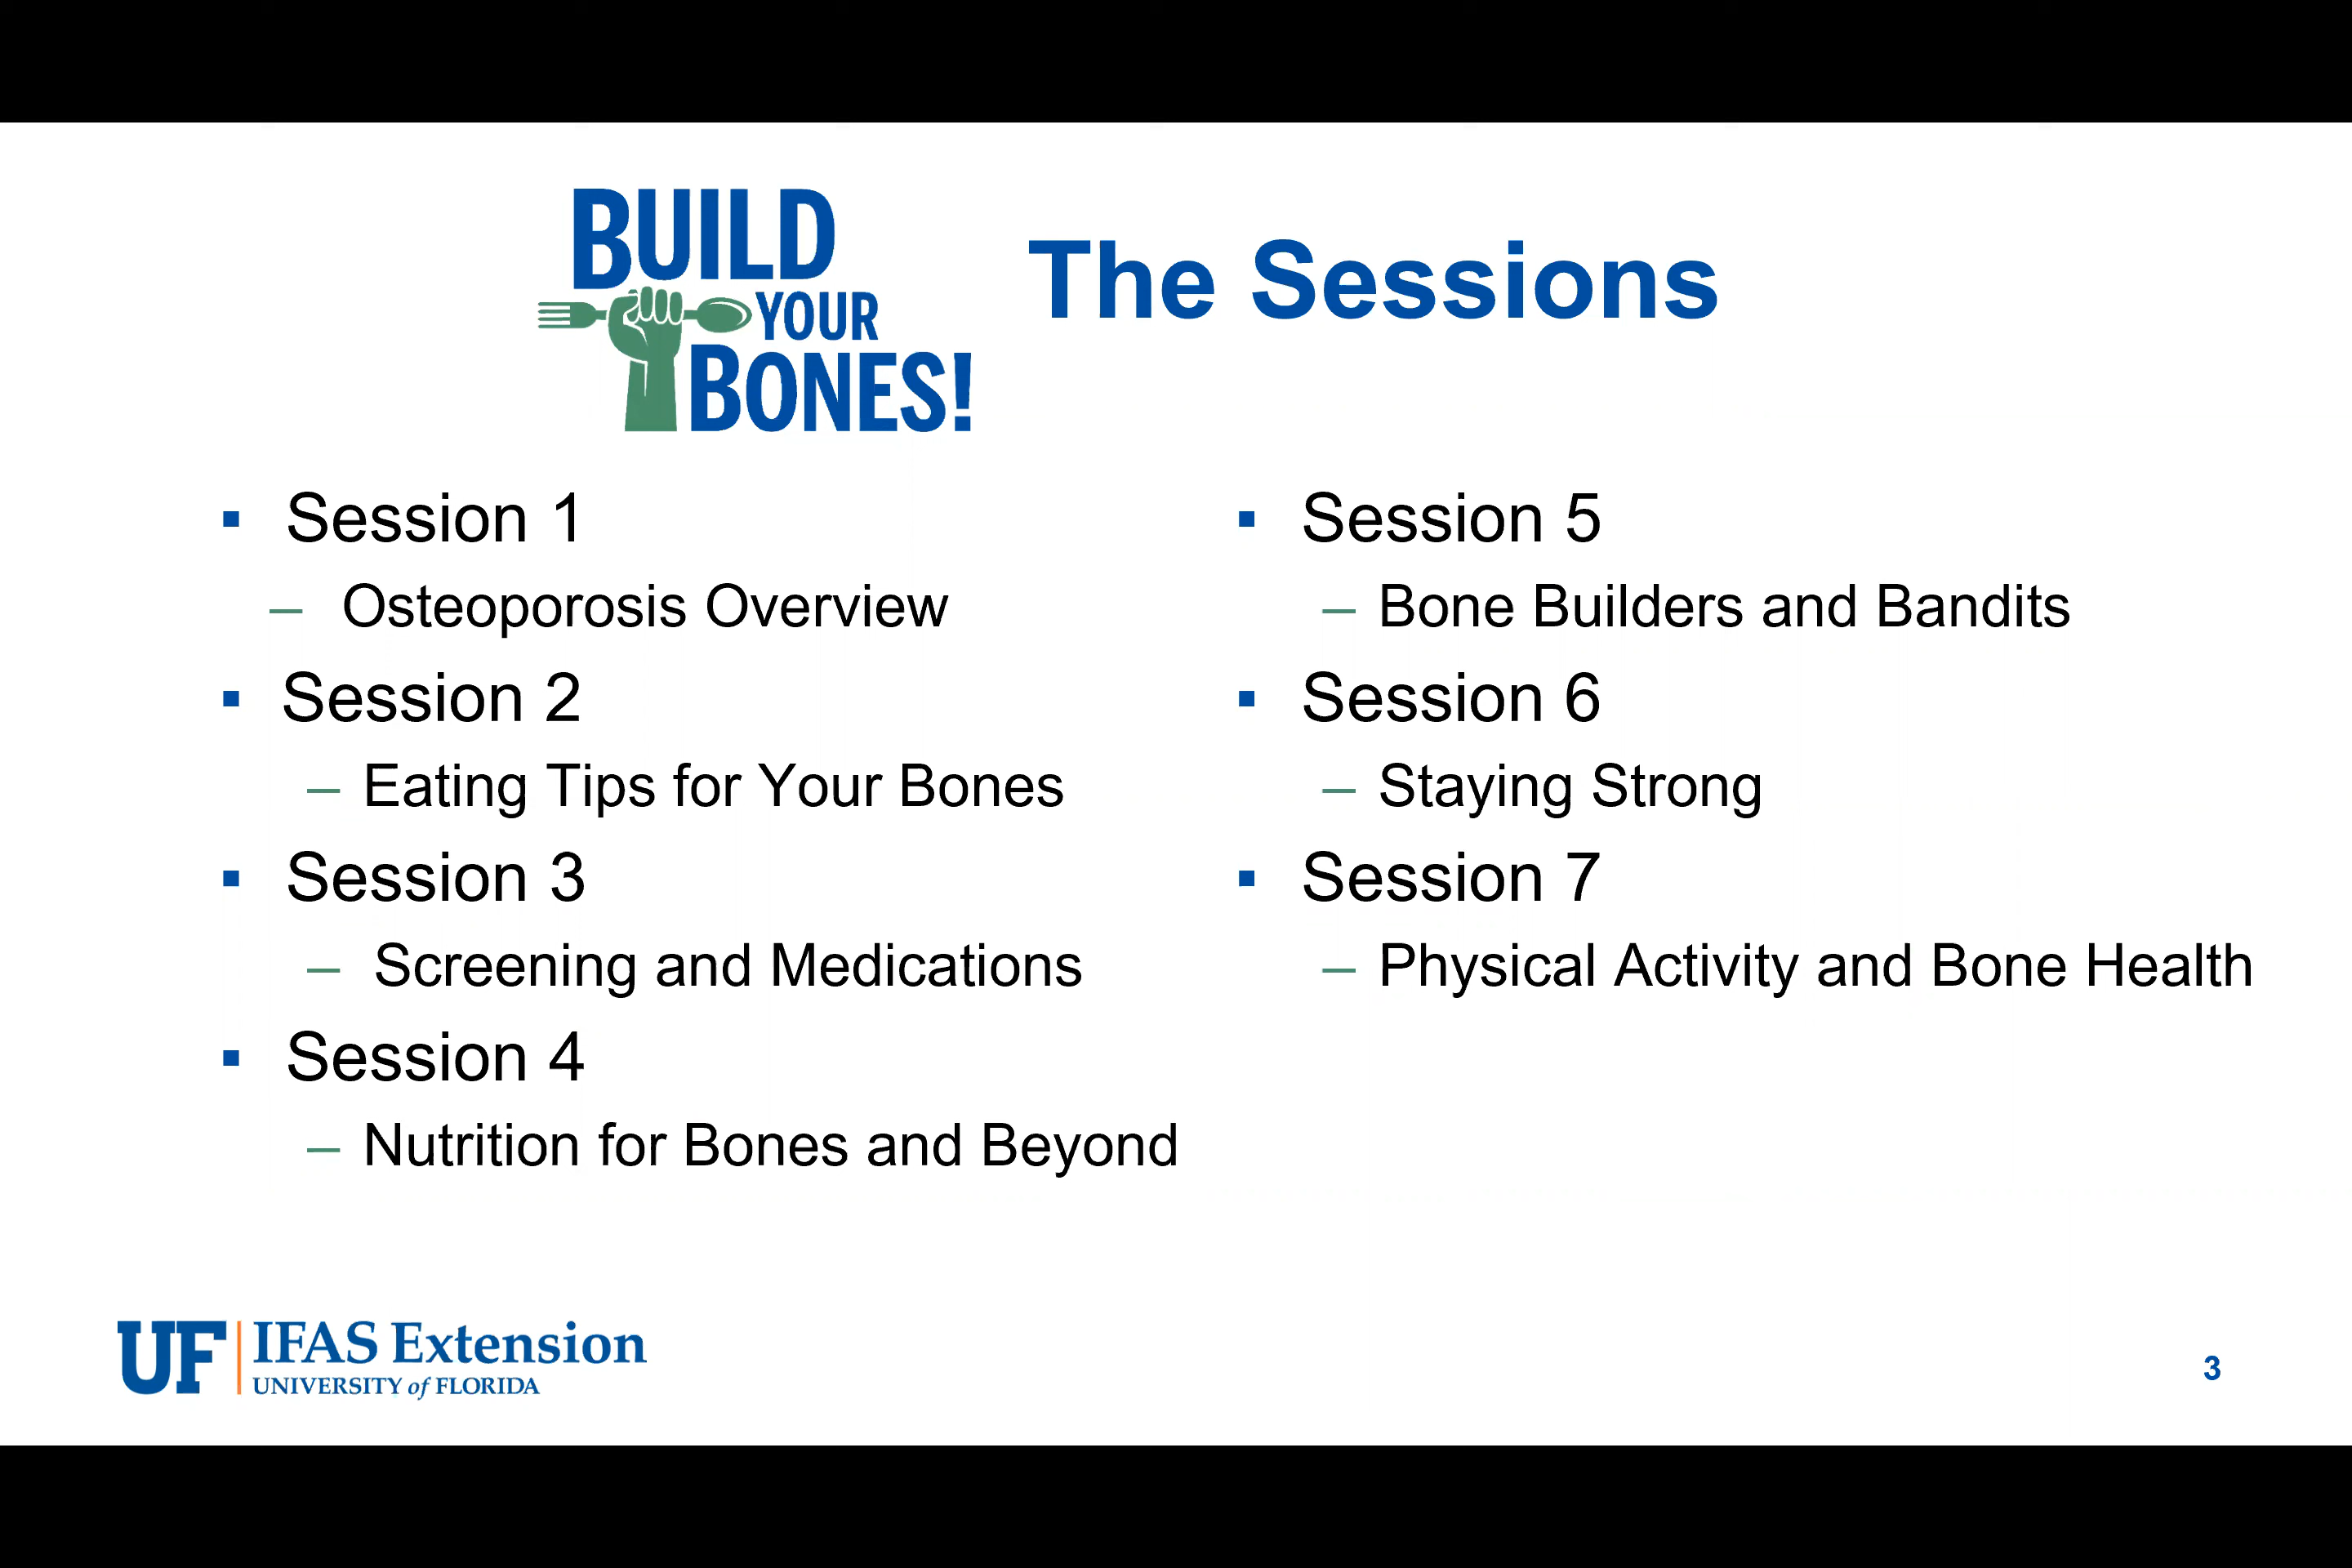 BUILD
YOUR
BONES!
The Sessions
▪ Session 1
– Osteoporosis Overview
▪ Session 2
– Eating Tips for Your Bones
▪ Session 3
– Screening and Medications
▪ Session 4
– Nutrition for Bones and Beyond
▪ Session 5
– Bone Builders and Bandits
▪ Session 6
– Staying Strong
▪ Session 7
– Physical Activity and Bone Health
UF | IFAS Extension
UNIVERSITY of FLORIDA
3